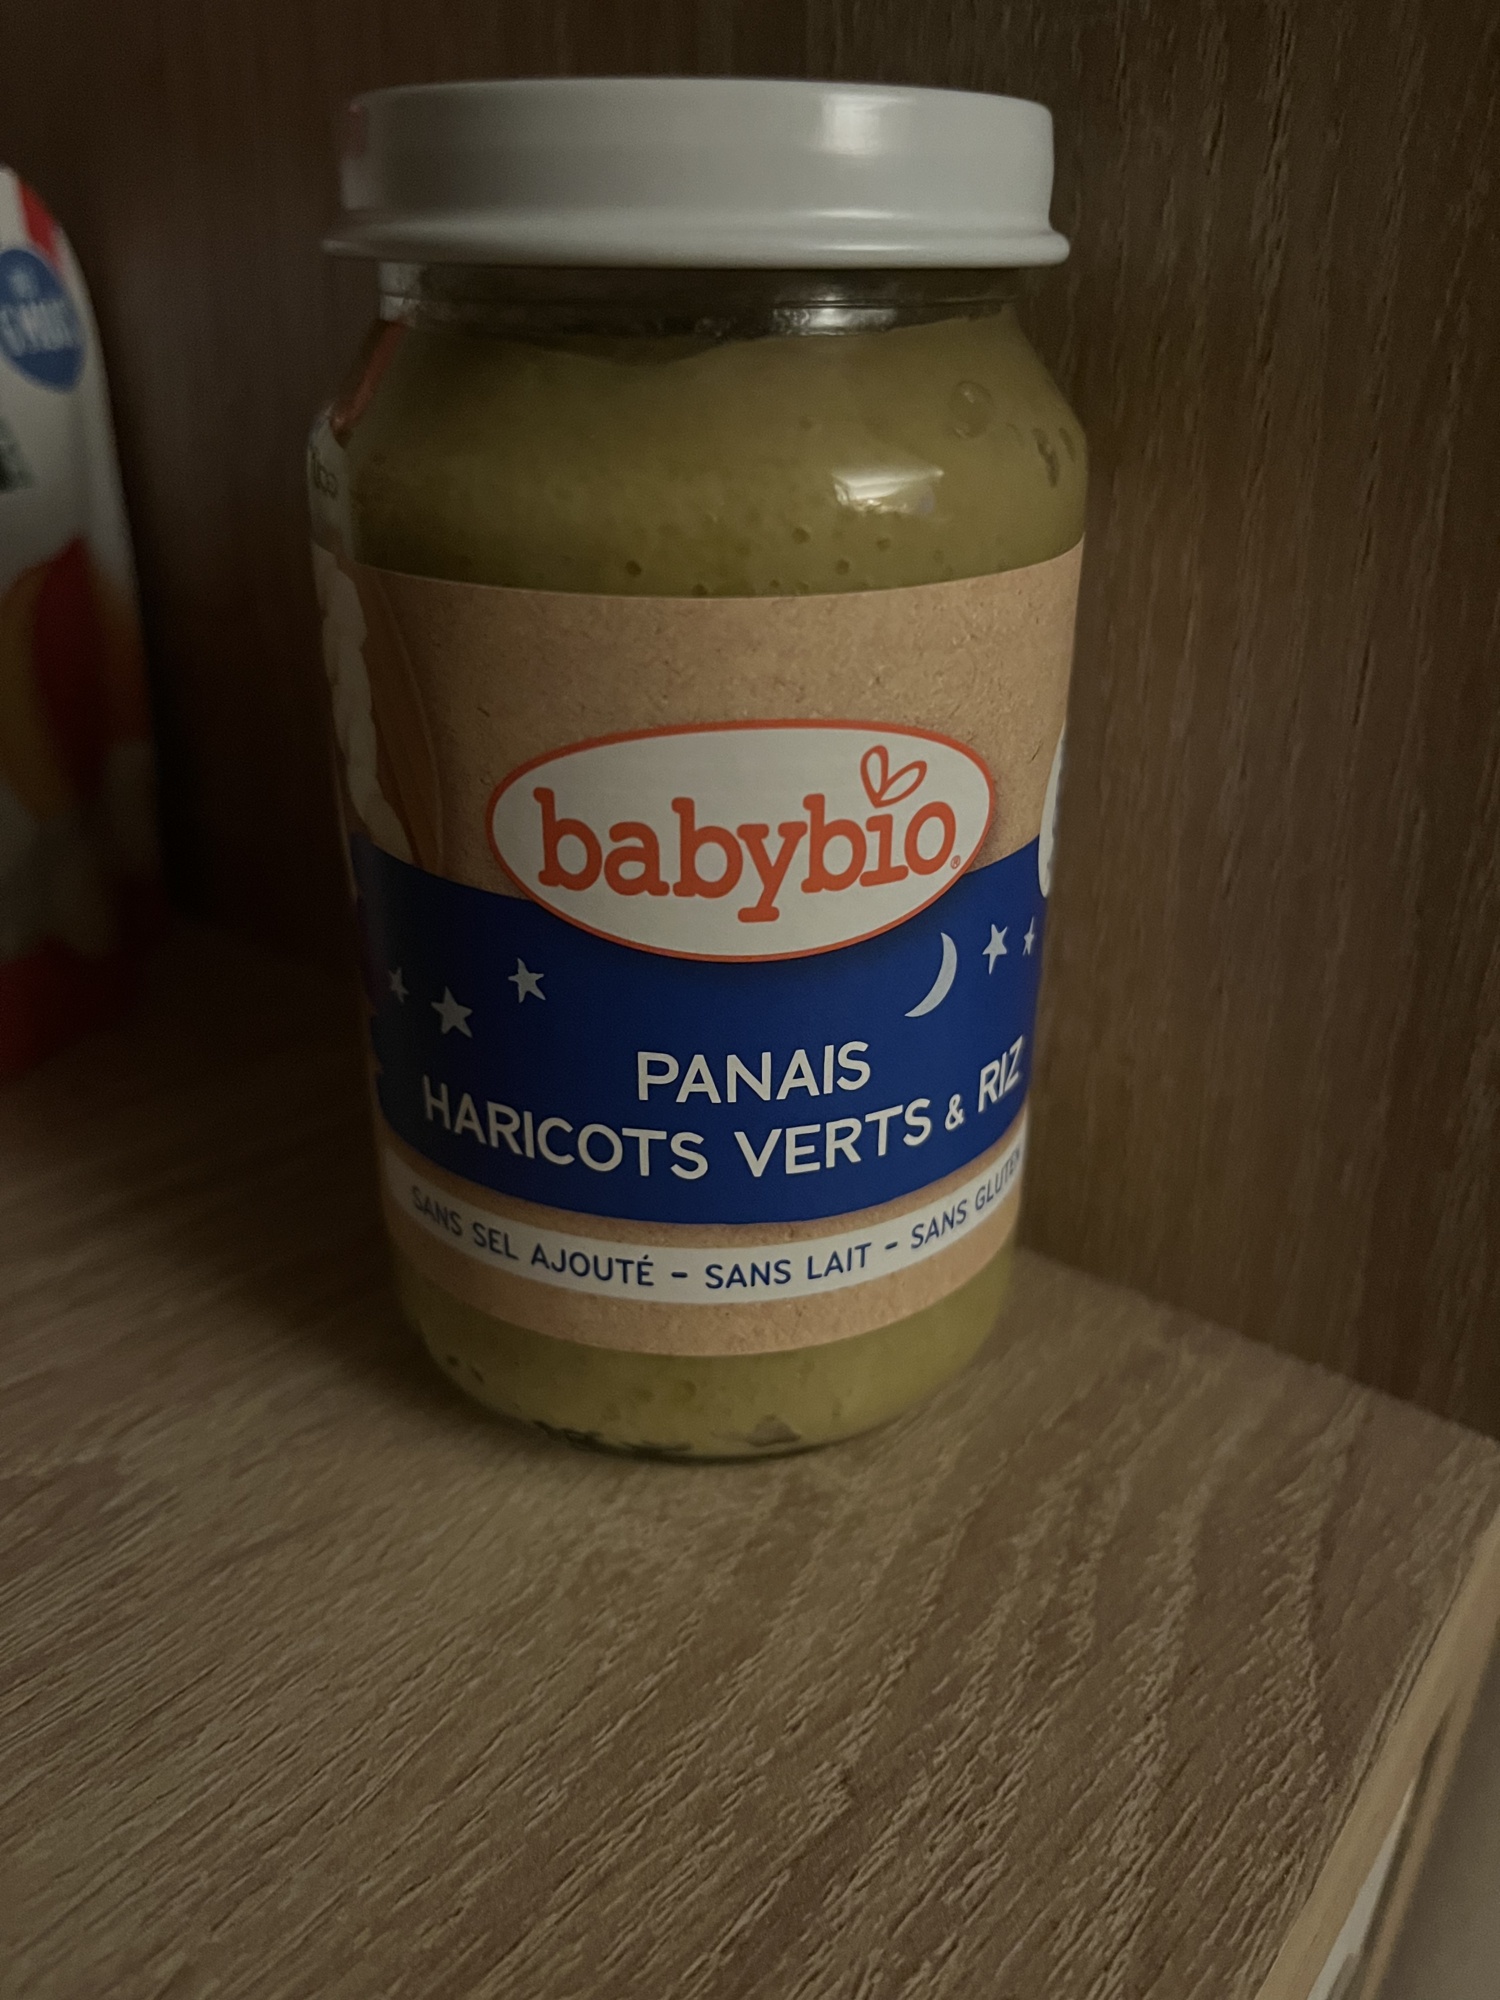 babybio
PANAIS
HARICOTS VERTS & RIZ
SANS SEL AJOUTÉ - SANS LAIT - SANS GLUTEN